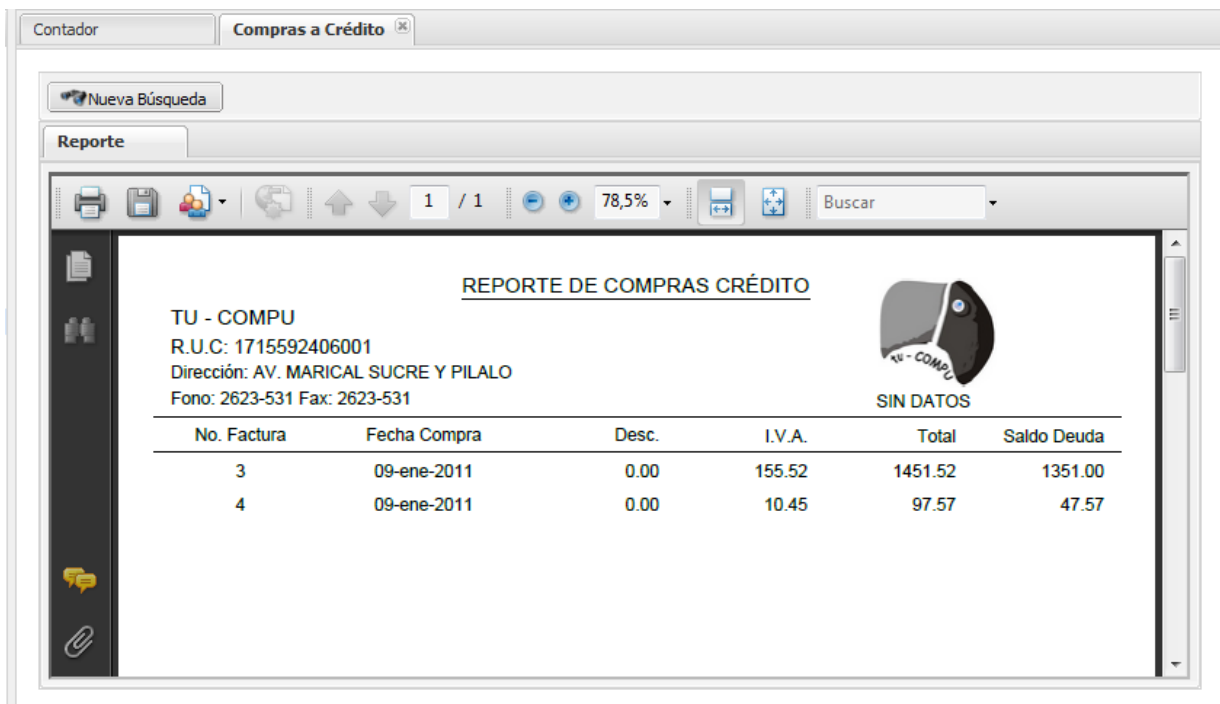 Contador Compras a Crédito
Nueva Búsqueda
Reporte
1 / 1 78,5% Buscar
REPORTE DE COMPRAS CRÉDITO
TU - COMPU
R.U.C: 1715592406001
Dirección: AV. MARICAL SUCRE Y PILALO
Fono: 2623-531 Fax: 2623-531
TU - COMPU
SIN DATOS
No. Factura Fecha Compra Desc. I.V.A. Total Saldo Deuda
3 09-ene-2011 0.00 155.52 1451.52 1351.00
4 09-ene-2011 0.00 10.45 97.57 47.57